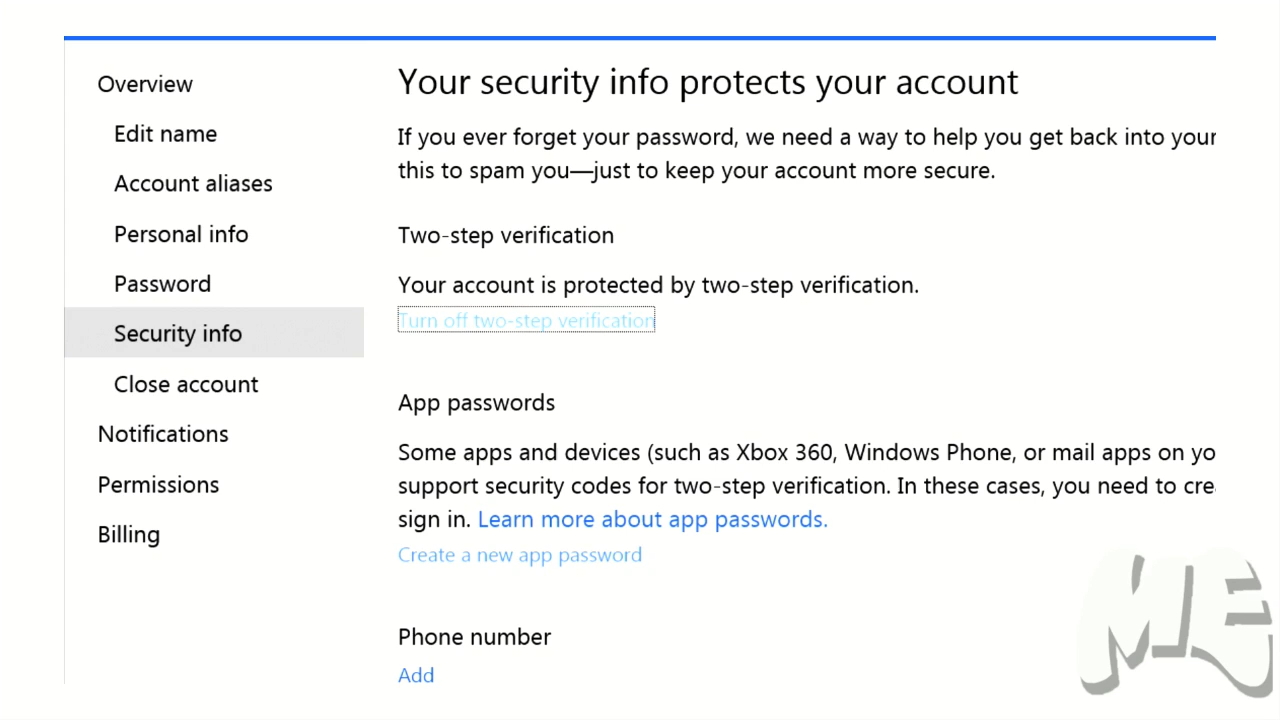 Overview
Edit name
Account aliases
Personal info
Password
Security info
Close account
Notifications
Permissions
Billing
Your security info protects your account
If you ever forget your password, we need a way to help you get back into your
this to spam you—just to keep your account more secure.
Two-step verification
Your account is protected by two-step verification.
Turn off two-step verification
App passwords
Some apps and devices (such as Xbox 360, Windows Phone, or mail apps on yo
support security codes for two-step verification. In these cases, you need to cre
sign in. Learn more about app passwords.
Create a new app password
Phone number
Add
ME